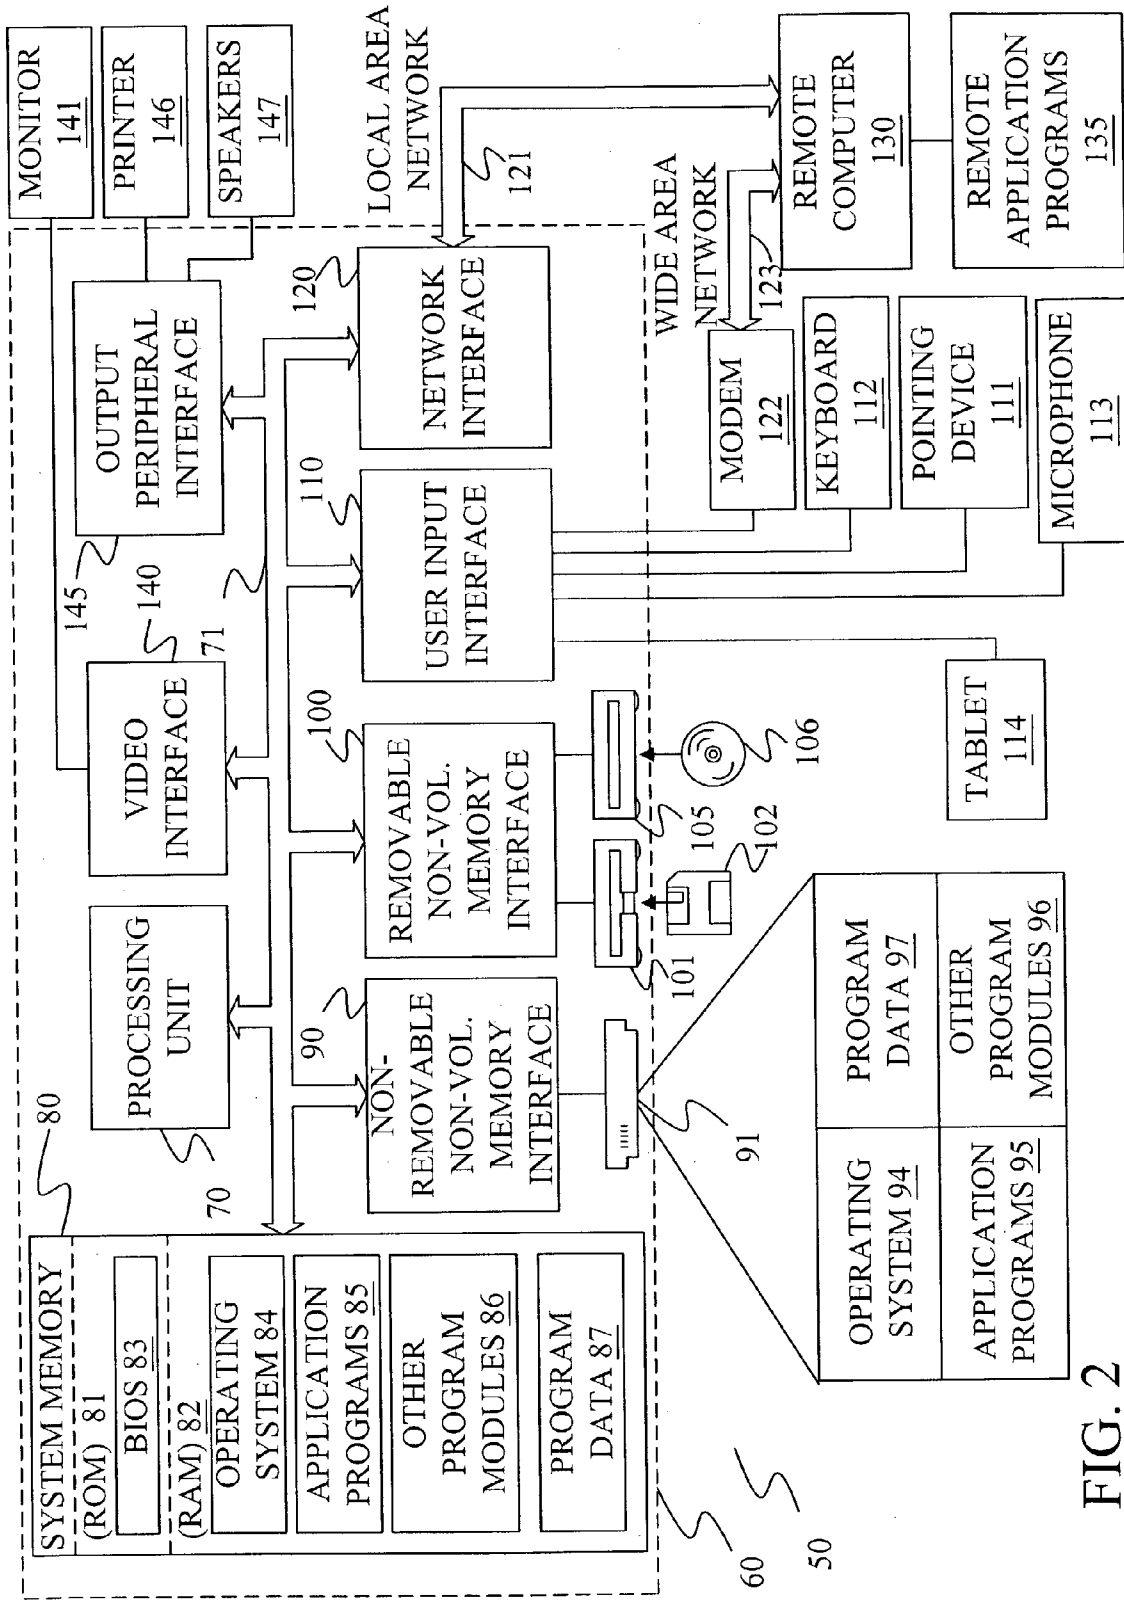 SYSTEM MEMORY
(ROM) 81
BIOS 83
(RAM) 82
OPERATING
SYSTEM 84
APPLICATION
PROGRAMS 85
OTHER
PROGRAM
MODULES 86
PROGRAM
DATA 87
80
PROCESSING
UNIT
70
VIDEO
INTERFACE
140
OUTPUT
PERIPHERAL
INTERFACE
145
71
MONITOR
141
PRINTER
146
SPEAKERS
147
NON-
REMOVABLE
NON-VOL.
MEMORY
INTERFACE
90
REMOVABLE
NON-VOL.
MEMORY
INTERFACE
100
USER INPUT
INTERFACE
110
NETWORK
INTERFACE
120
LOCAL AREA
NETWORK
121
WIDE AREA
NETWORK
123
91
101
102
105
106
MODEM
122
KEYBOARD
112
POINTING
DEVICE
111
MICROPHONE
113
TABLET
114
REMOTE
COMPUTER
130
REMOTE
APPLICATION
PROGRAMS
135
OPERATING
SYSTEM 94
PROGRAM
DATA 97
APPLICATION
PROGRAMS 95
OTHER
PROGRAM
MODULES 96
60
50
FIG. 2